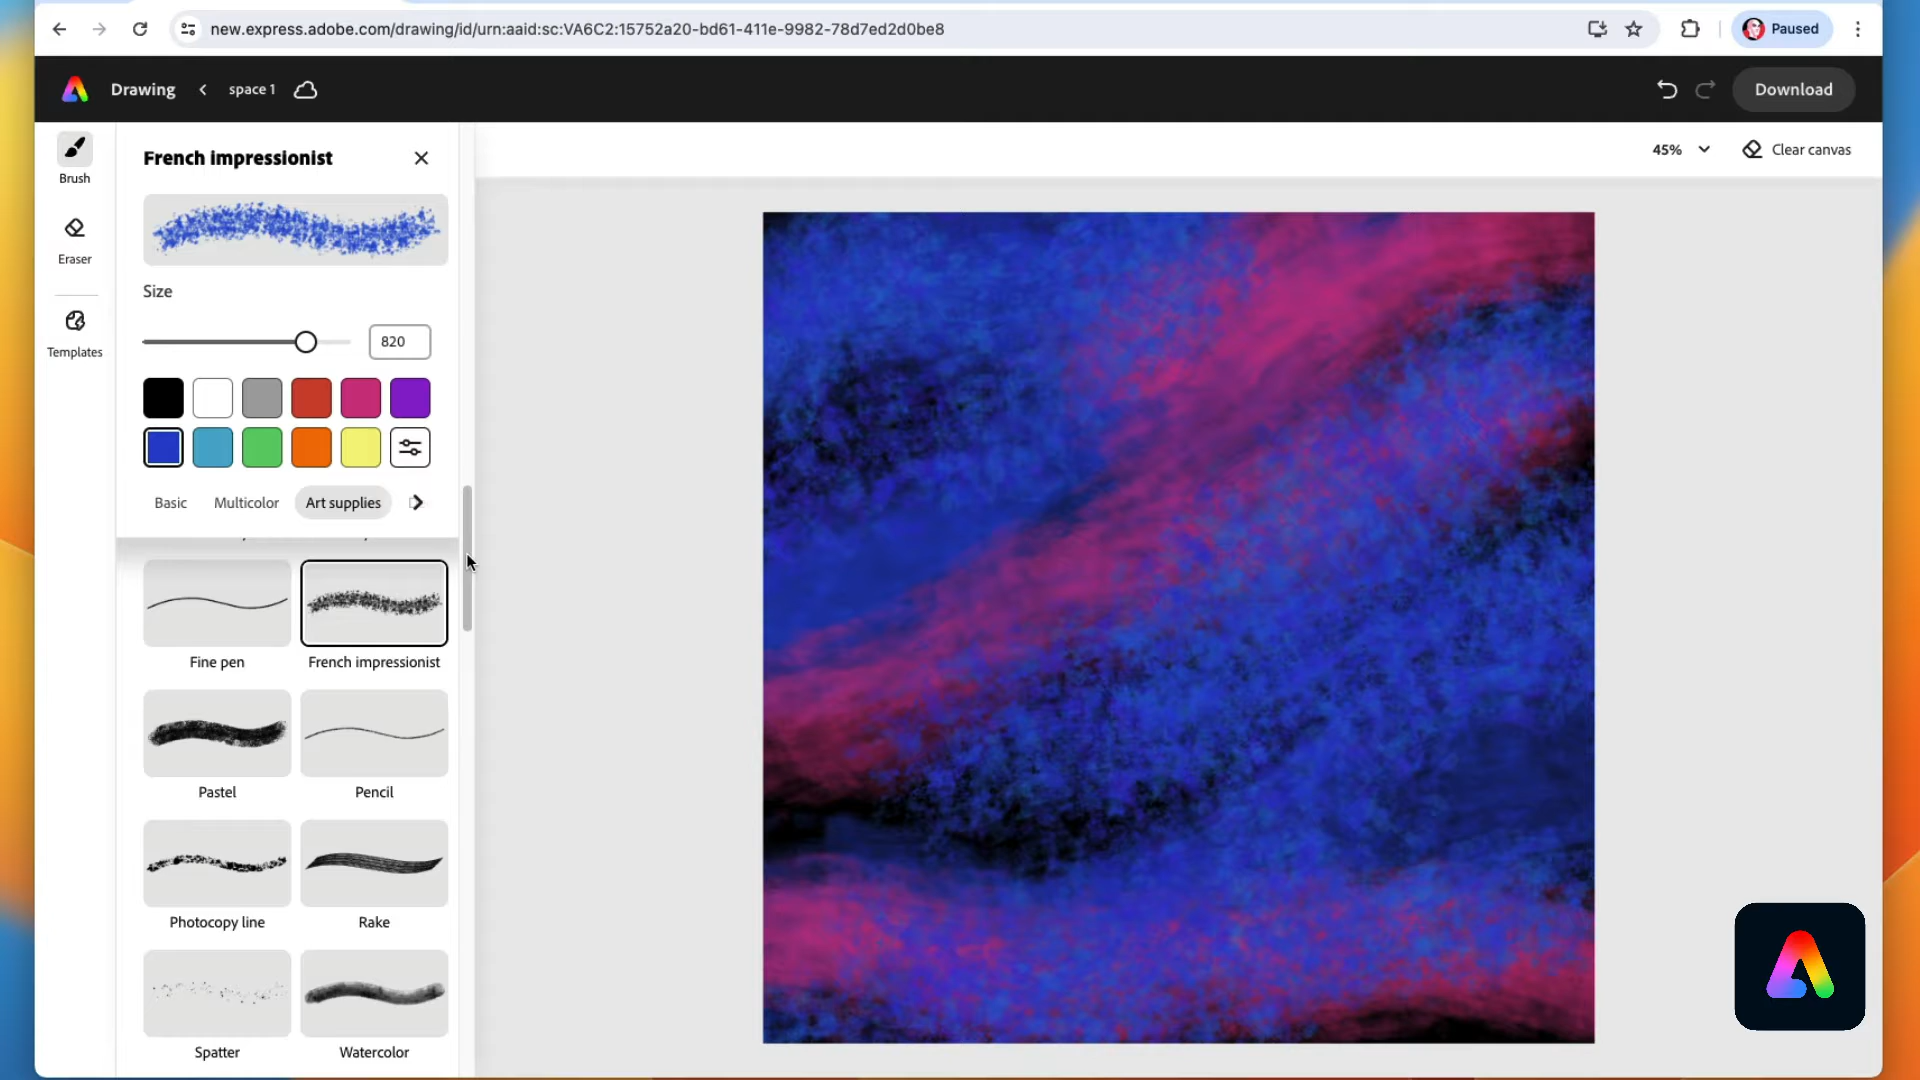 new.express.adobe.com/drawing/id/urn:aaid:sc:VA6C2:15752a20-bd61-411e-9982-78d7ed2d0be8
Paused
Drawing
space 1
Download
Brush
Eraser
Templates
French impressionist
45%
Clear canvas
Size
820
Basic
Multicolor
Art supplies
Fine pen
French impressionist
Pastel
Pencil
Photocopy line
Rake
Spatter
Watercolor